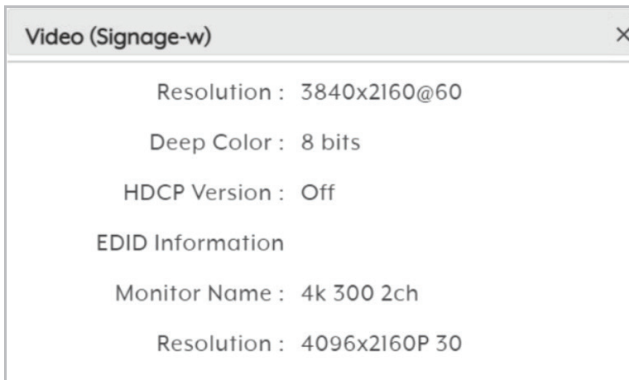 Video (Signage-w)
Resolution : 3840x2160@60
Deep Color : 8 bits
HDCP Version : Off
EDID Information
Monitor Name : 4k 300 2ch
Resolution : 4096x2160P 30